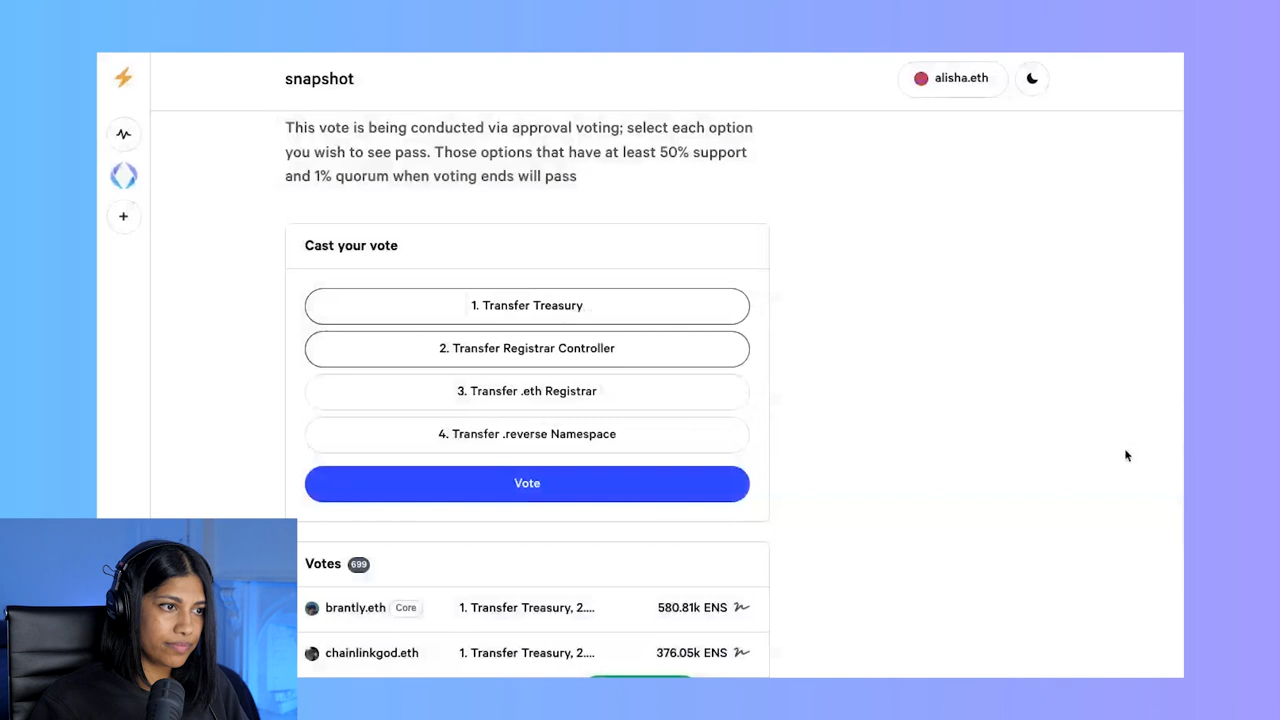 snapshot
alisha.eth
This vote is being conducted via approval voting; select each option
you wish to see pass. Those options that have at least 50% support
and 1% quorum when voting ends will pass
Cast your vote
1. Transfer Treasury
2. Transfer Registrar Controller
3. Transfer .eth Registrar
4. Transfer .reverse Namespace
Vote
Votes 699
brantly.eth Core 1. Transfer Treasury, 2.... 580.81k ENS
chainlinkgod.eth 1. Transfer Treasury, 2.... 376.05k ENS